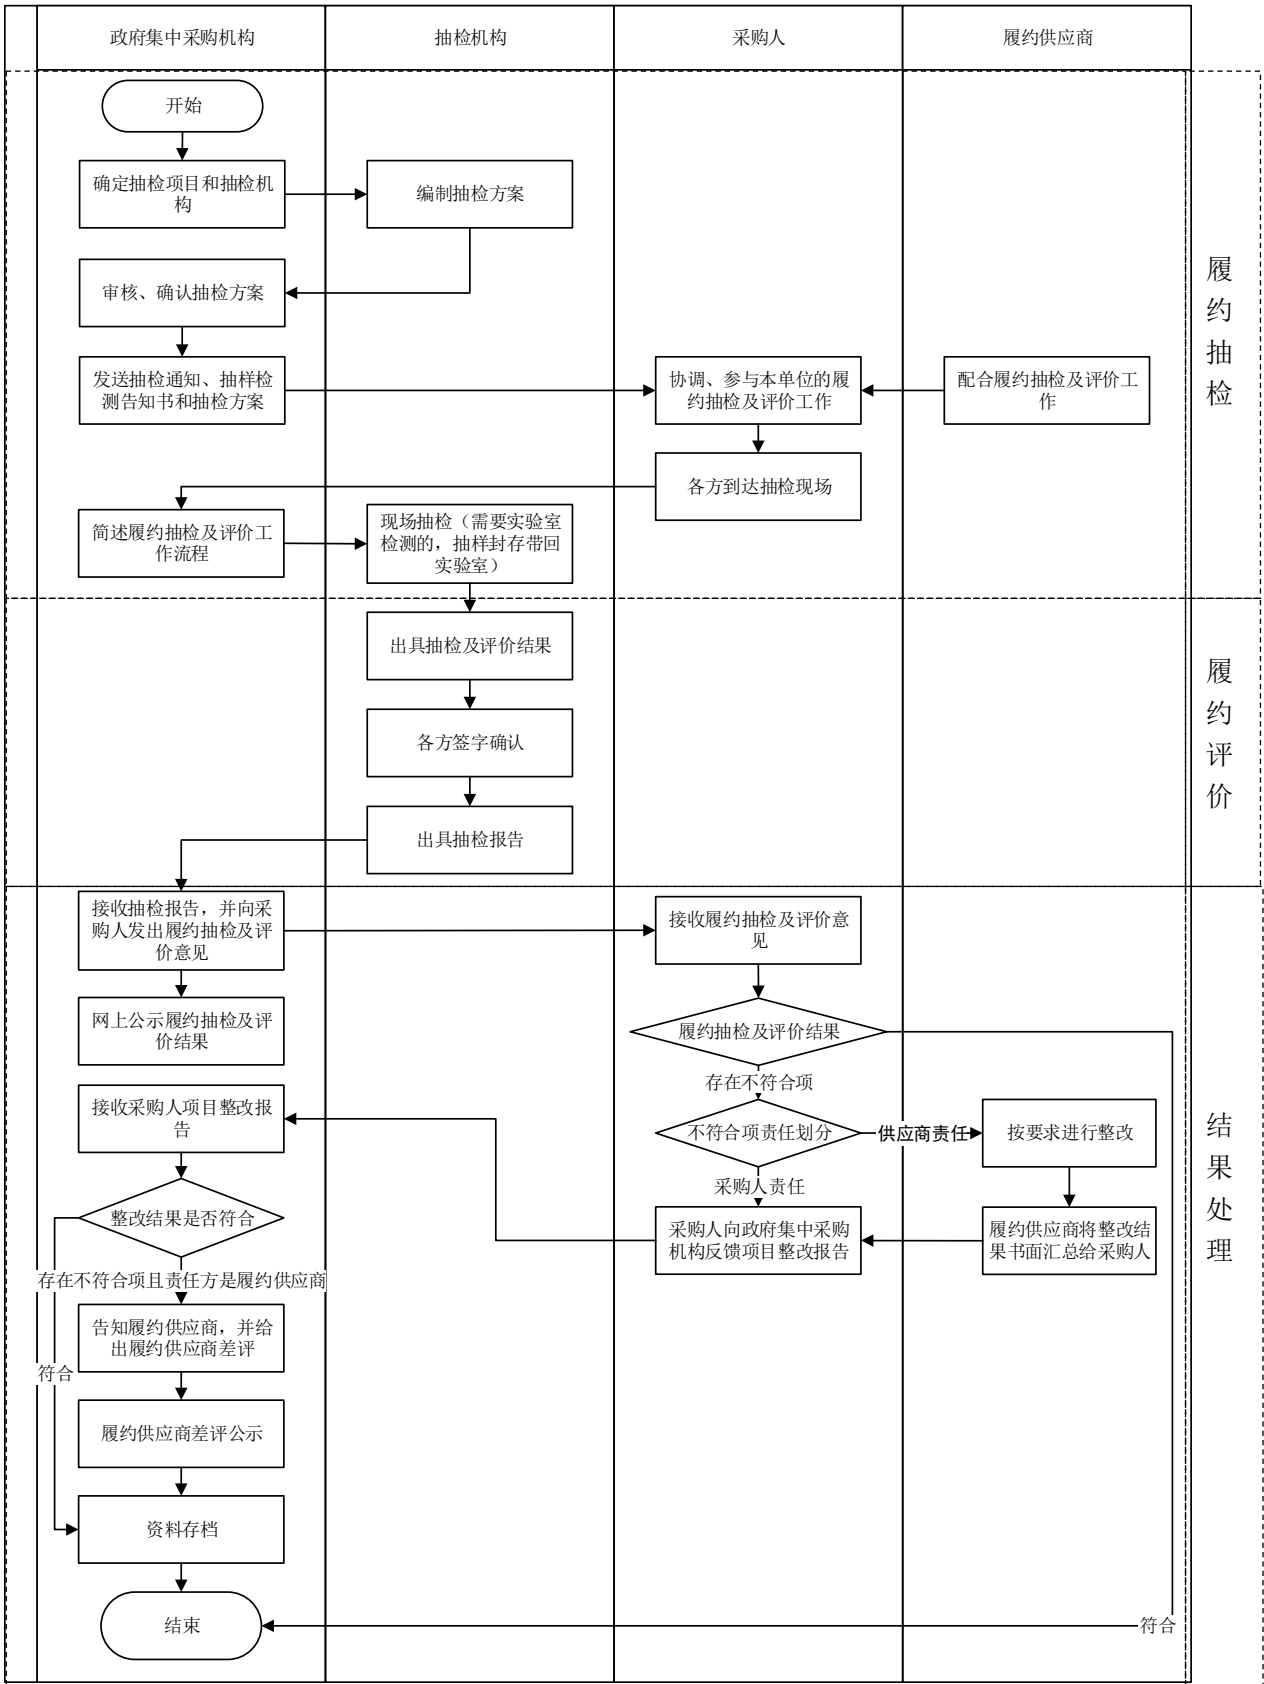 政府集中采购机构
抽检机构
采购人
履约供应商
开始
确定抽检项目和抽检机
构
编制抽检方案
审核、确认抽检方案
发送抽检通知、抽样检
测告知书和抽检方案
协调、参与本单位的履
约抽检及评价工作
配合履约抽检及评价工
作
各方到达抽检现场
简述履约抽检及评价工
作流程
现场抽检（需要实验室
检测的，抽样封存带回
实验室）
履
约
抽
检
出具抽检及评价结果
各方签字确认
出具抽检报告
履
约
评
价
接收抽检报告，并向采
购人发出履约抽检及评
价意见
接收履约抽检及评价意
见
网上公示履约抽检及评
价结果
履约抽检及评价结果
存在不符合项
接收采购人项目整改报
告
不符合项责任划分
供应商责任
按要求进行整改
采购人责任
整改结果是否符合
采购人向政府集中采购
机构反馈项目整改报告
履约供应商将整改结
果书面汇总给采购人
存在不符合项且责任方是履约供应商
告知履约供应商，并给
出履约供应商差评
符合
履约供应商差评公示
资料存档
结束
符合
结
果
处
理